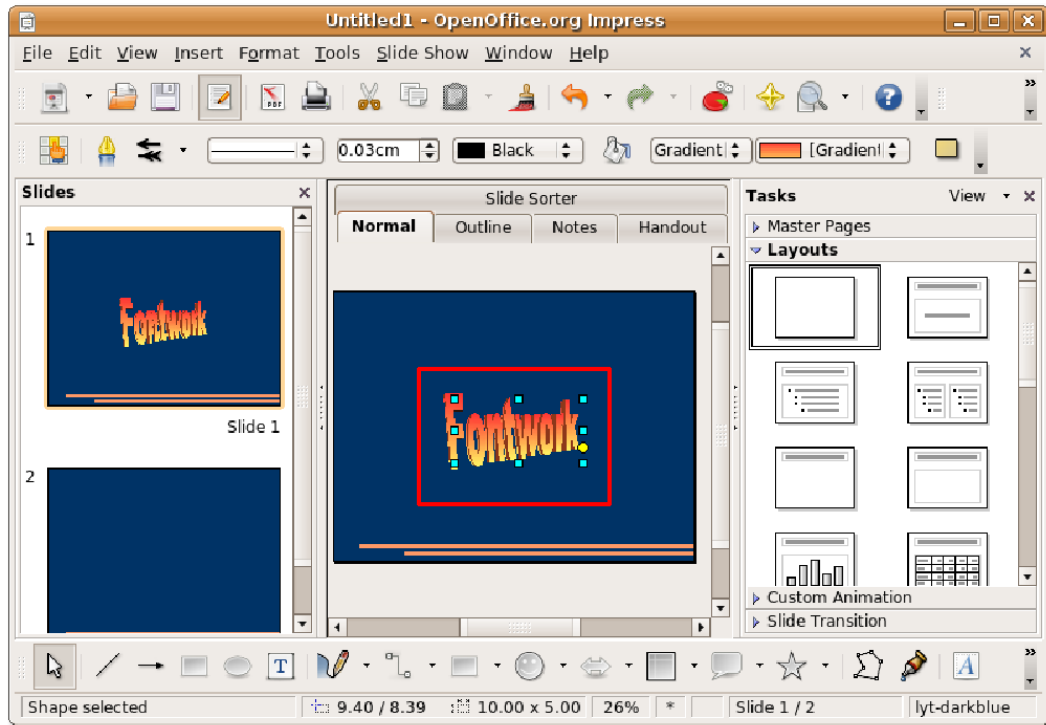 Untitled1 - OpenOffice.org Impress
File Edit View Insert Format Tools Slide Show Window Help
PDF
0.03cm Black Gradient [Gradient
Slides
Slide Sorter
Tasks View
Normal Outline Notes Handout
Master Pages
Layouts
1
Fontwork
Fontwork
Slide 1
2
Custom Animation
Slide Transition
T
A
Shape selected 9.40 / 8.39 10.00 x 5.00 26% * Slide 1 / 2 lyt-darkblue